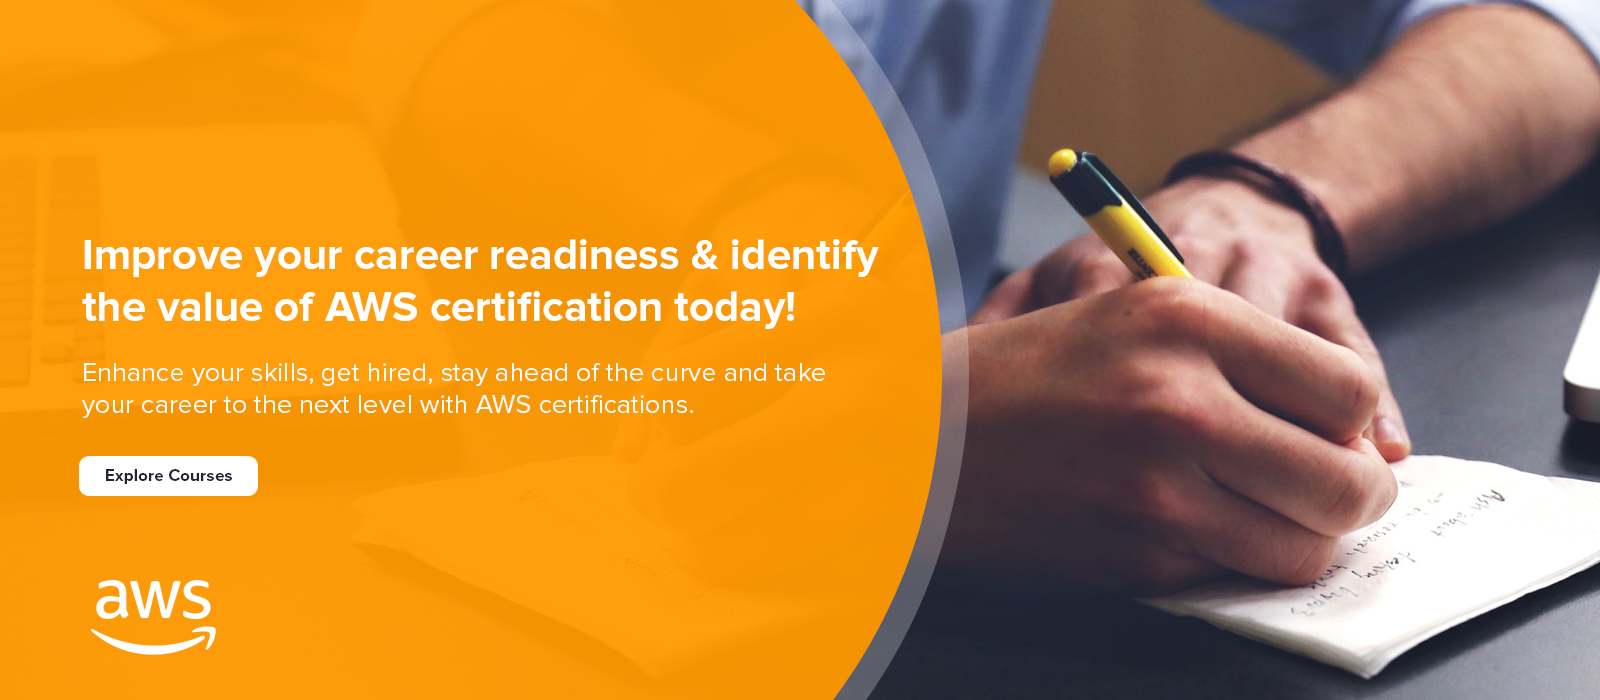 Improve your career readiness & identify
the value of AWS certification today!
Enhance your skills, get hired, stay ahead of the curve and take
your career to the next level with AWS certifications.
Explore Courses
aws